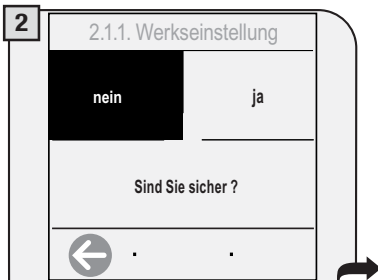 2
2.1.1. Werkseinstellung
nein ja
Sind Sie sicher ?